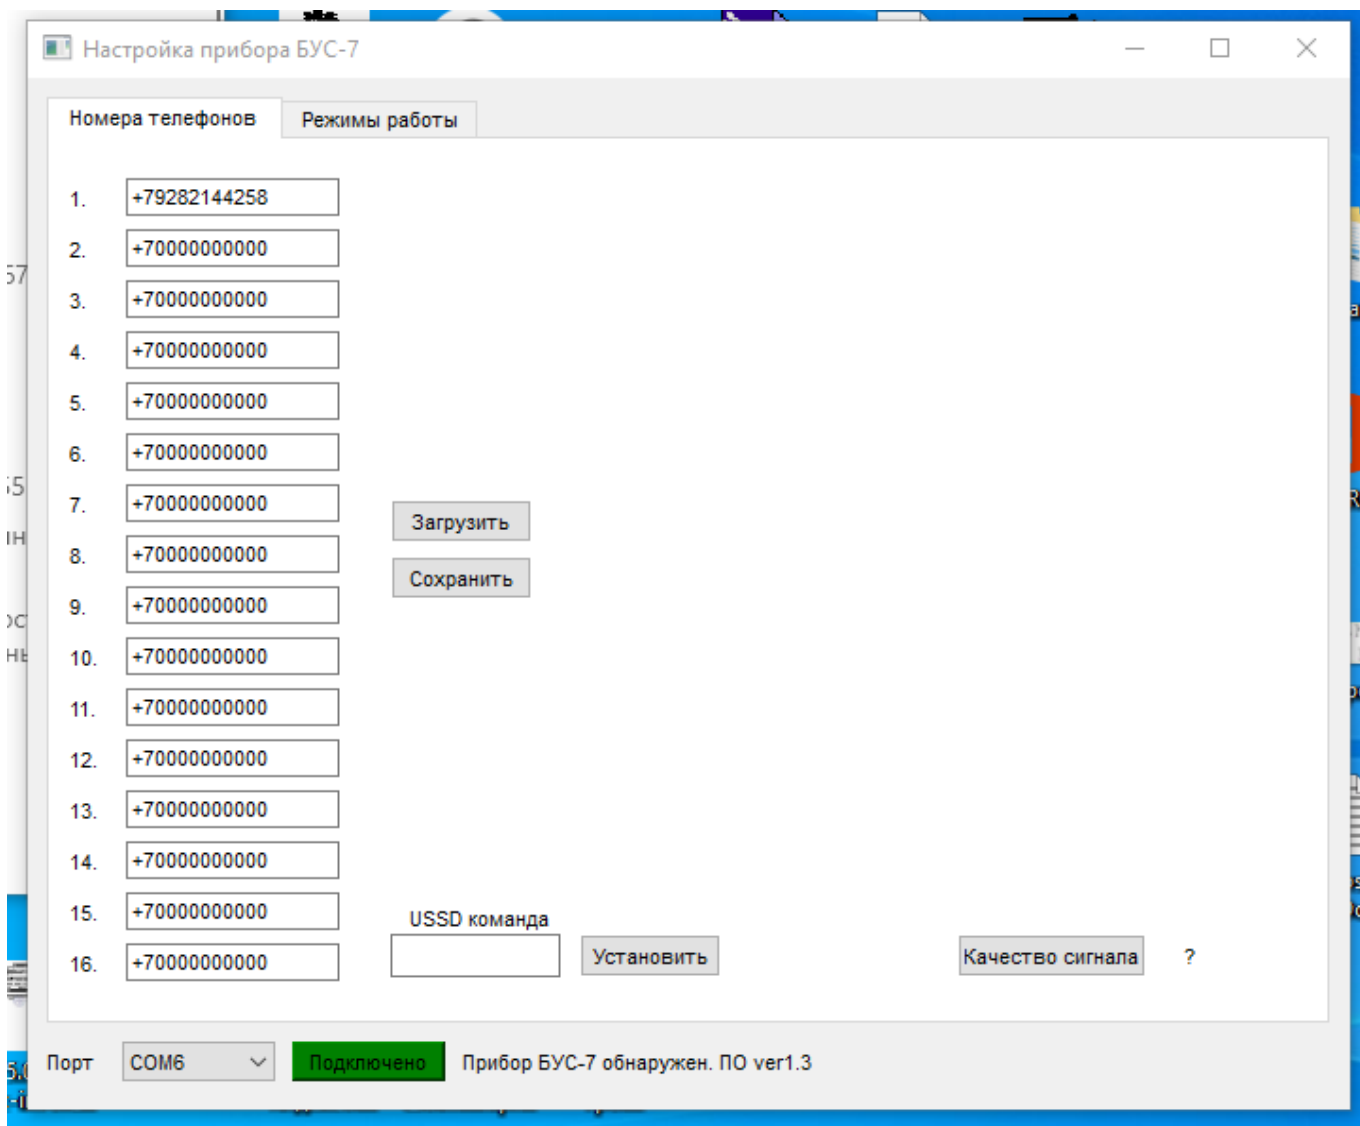 Настройка прибора БУС-7
Номера телефонов Режимы работы
1. +79282144258
2. +70000000000
3. +70000000000
4. +70000000000
5. +70000000000
6. +70000000000
7. +70000000000
Загрузить
8. +70000000000
Сохранить
9. +70000000000
10. +70000000000
11. +70000000000
12. +70000000000
13. +70000000000
14. +70000000000
15. +70000000000
USSD команда
16. +70000000000
Установить Качество сигнала ?
Порт COM6 Подключено Прибор БУС-7 обнаружен. ПО ver1.3